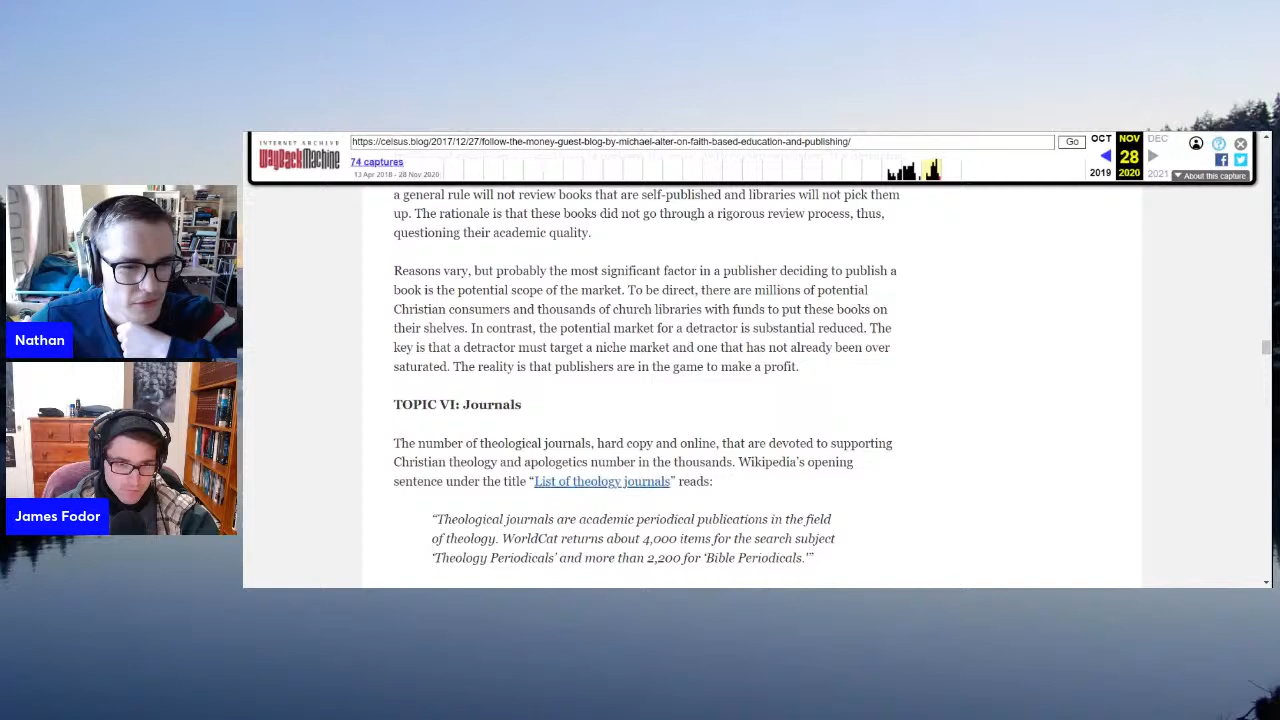 INTERNET ARCHIVE
WayBackMachine
https://celsus.blog/2017/12/27/follow-the-money-guest-blog-by-michael-alter-on-faith-based-education-and-publishing/
Go
OCT
NOV
DEC
74 captures
28
13 Apr 2018 - 28 Nov 2020
2019
2020
2021
▼ About this capture
a general rule will not review books that are self-published and libraries will not pick them
up. The rationale is that these books did not go through a rigorous review process, thus,
questioning their academic quality.
Reasons vary, but probably the most significant factor in a publisher deciding to publish a
book is the potential scope of the market. To be direct, there are millions of potential
Christian consumers and thousands of church libraries with funds to put these books on
their shelves. In contrast, the potential market for a detractor is substantial reduced. The
key is that a detractor must target a niche market and one that has not already been over
saturated. The reality is that publishers are in the game to make a profit.
TOPIC VI: Journals
The number of theological journals, hard copy and online, that are devoted to supporting
Christian theology and apologetics number in the thousands. Wikipedia's opening
sentence under the title “List of theology journals” reads:
“Theological journals are academic periodical publications in the field
of theology. WorldCat returns about 4,000 items for the search subject
'Theology Periodicals' and more than 2,200 for 'Bible Periodicals.'”
Nathan
James Fodor